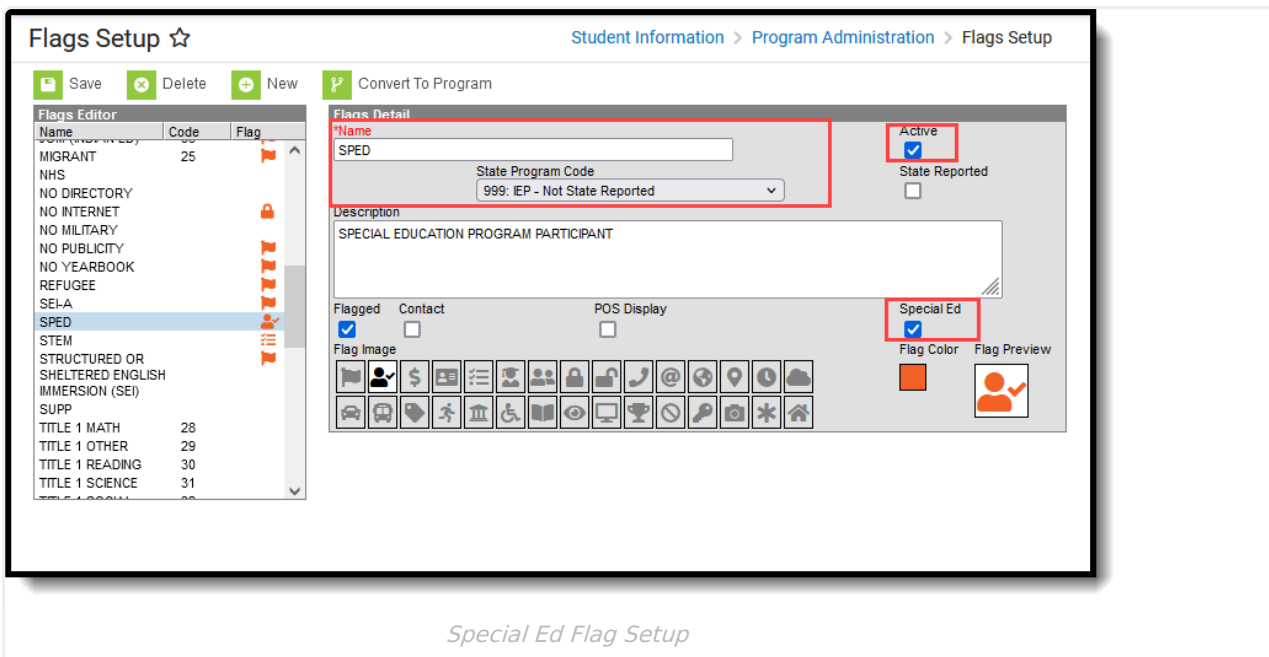 Flags Setup
Student Information > Program Administration > Flags Setup
Save Delete New Convert To Program
Flags Editor
Name Code Flag
MIGRANT 25
NHS
NO DIRECTORY
NO INTERNET
NO MILITARY
NO PUBLICITY
NO YEARBOOK
REFUGEE
SEI-A
SPED
STEM
STRUCTURED OR
SHELTERED ENGLISH
IMMERSION (SEI)
SUPP
TITLE 1 MATH 28
TITLE 1 OTHER 29
TITLE 1 READING 30
TITLE 1 SCIENCE 31
Flags Detail
*Name
SPED
Active
State Program Code
999: IEP - Not State Reported
State Reported
Description
SPECIAL EDUCATION PROGRAM PARTICIPANT
Flagged Contact POS Display Special Ed
Flag Image Flag Color Flag Preview
Special Ed Flag Setup